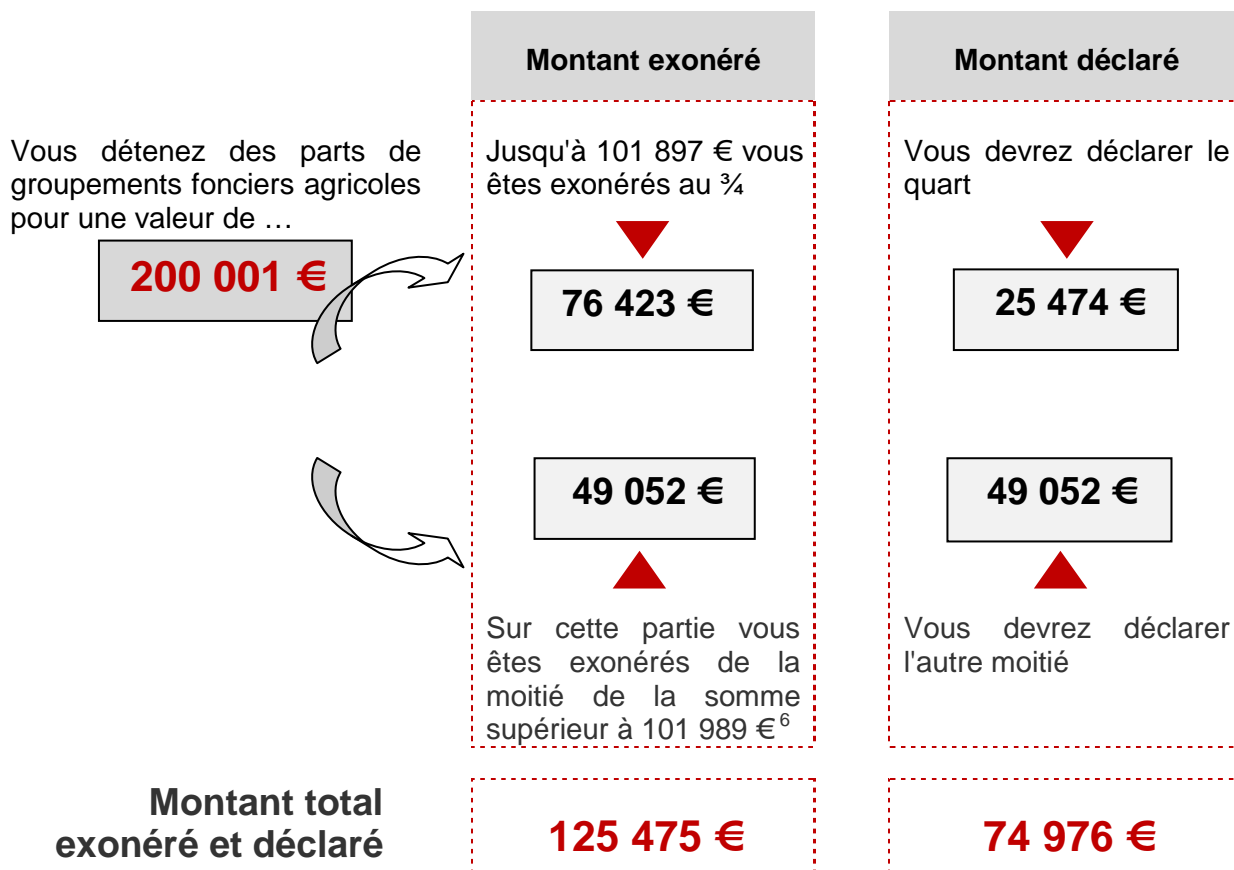 Montant exonéré
Montant déclaré
Vous détenez des parts de
groupements fonciers agricoles
pour une valeur de …
200 001 €
Jusqu'à 101 897 € vous
êtes exonérés au ¾
76 423 €
49 052 €
Sur cette partie vous
êtes exonérés de la
moitié de la somme
supérieur à 101 989 € 6
Vous devrez déclarer le
quart
25 474 €
49 052 €
Vous devrez déclarer
l'autre moitié
Montant total
exonéré et déclaré
125 475 €
74 976 €